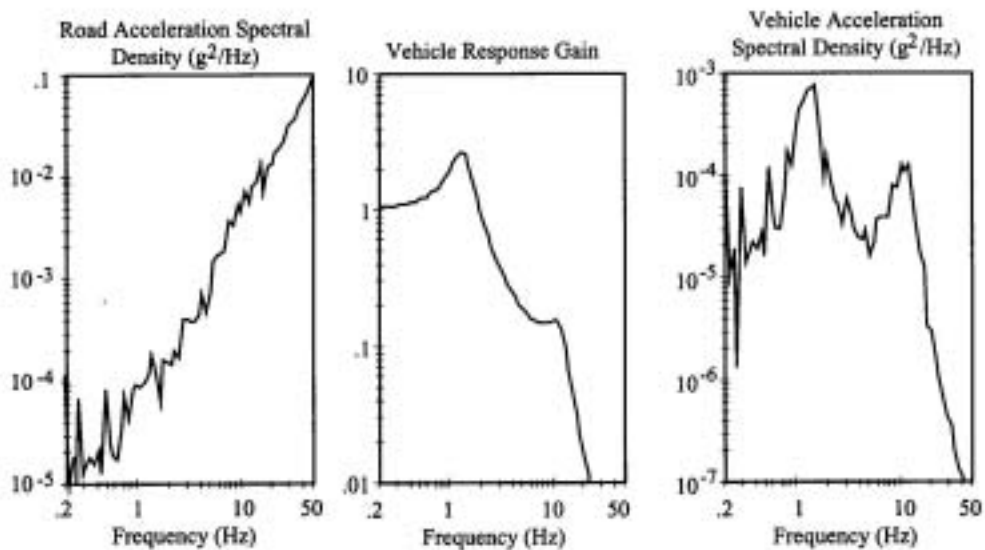 Road Acceleration Spectral
Density (g²/Hz)
.1
10⁻²
10⁻³
10⁻⁴
10⁻⁵
.2 1 10 50
Frequency (Hz)
Vehicle Response Gain
10
1
.1
.01
.2 1 10 50
Frequency (Hz)
Vehicle Acceleration
Spectral Density (g²/Hz)
10⁻³
10⁻⁴
10⁻⁵
10⁻⁶
10⁻⁷
.2 1 10 50
Frequency (Hz)